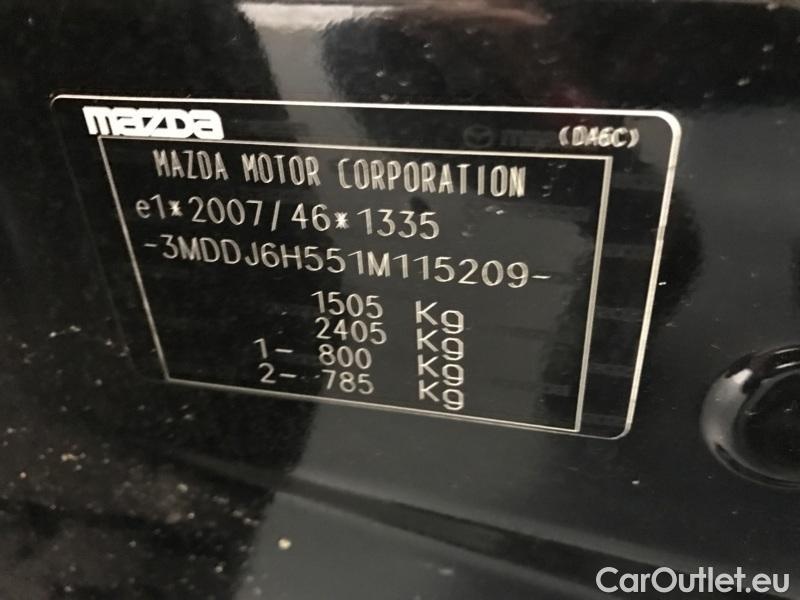 mazda
(DA6C)
MAZDA MOTOR CORPORATION
e1*2007/46*1335
-3MDDJ6H551M115209-
1505 Kg
2405 Kg
1- 800 Kg
2- 785 Kg
CarOutlet.eu